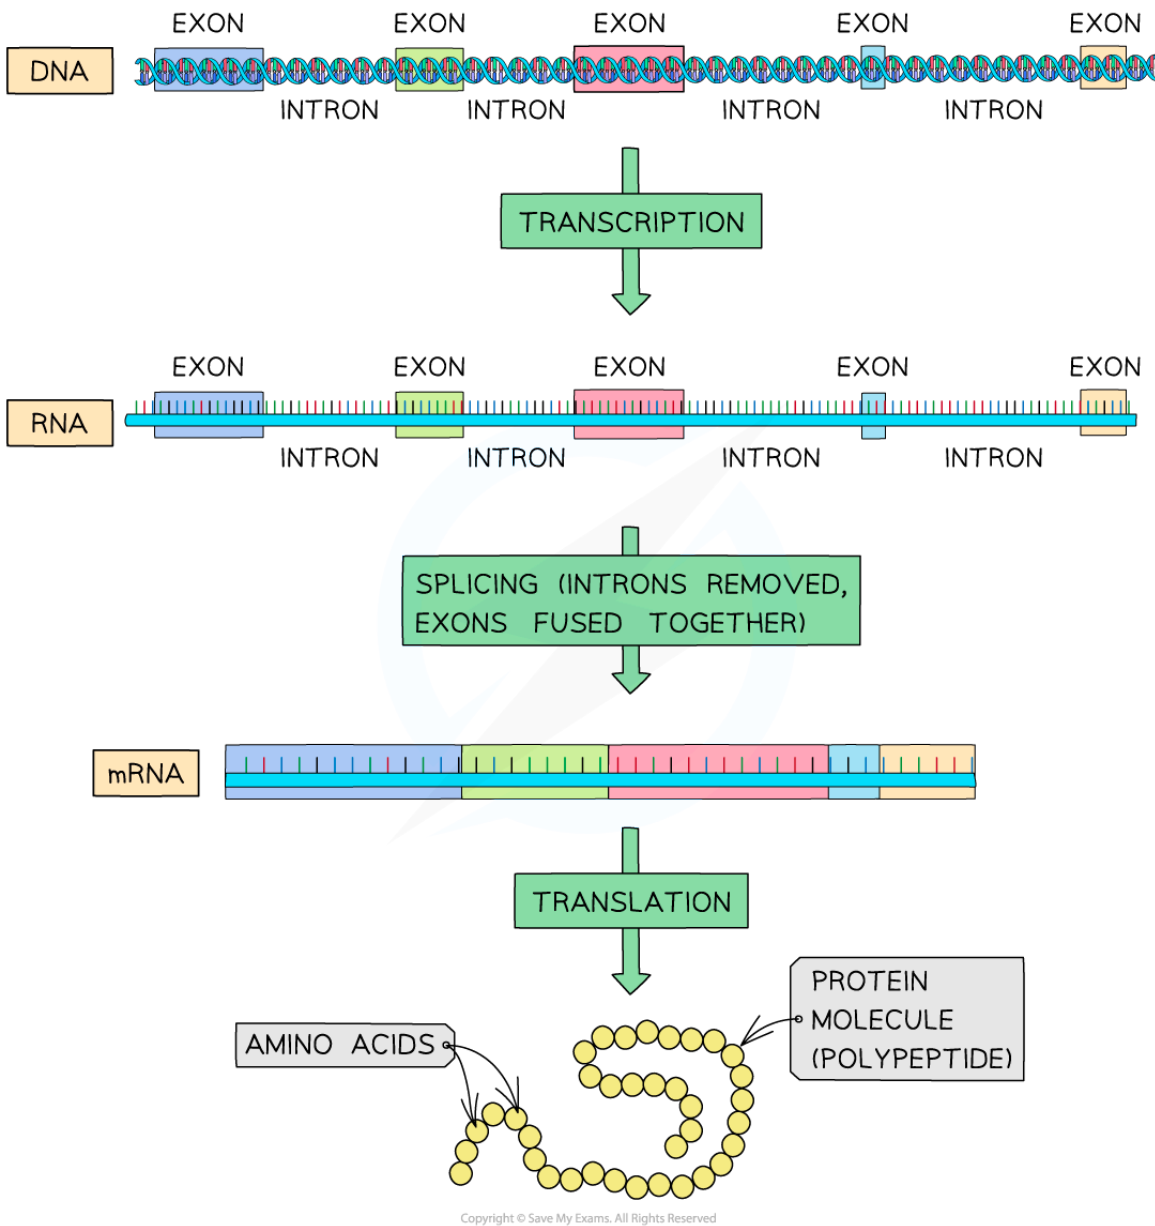 EXON EXON EXON EXON EXON
DNA
INTRON INTRON INTRON INTRON
TRANSCRIPTION
EXON EXON EXON EXON EXON
RNA
INTRON INTRON INTRON INTRON
SPLICING (INTRONS REMOVED,
EXONS FUSED TOGETHER)
mRNA
TRANSLATION
PROTEIN
MOLECULE
(POLYPEPTIDE)
AMINO ACIDS
Copyright © Save My Exams. All Rights Reserved